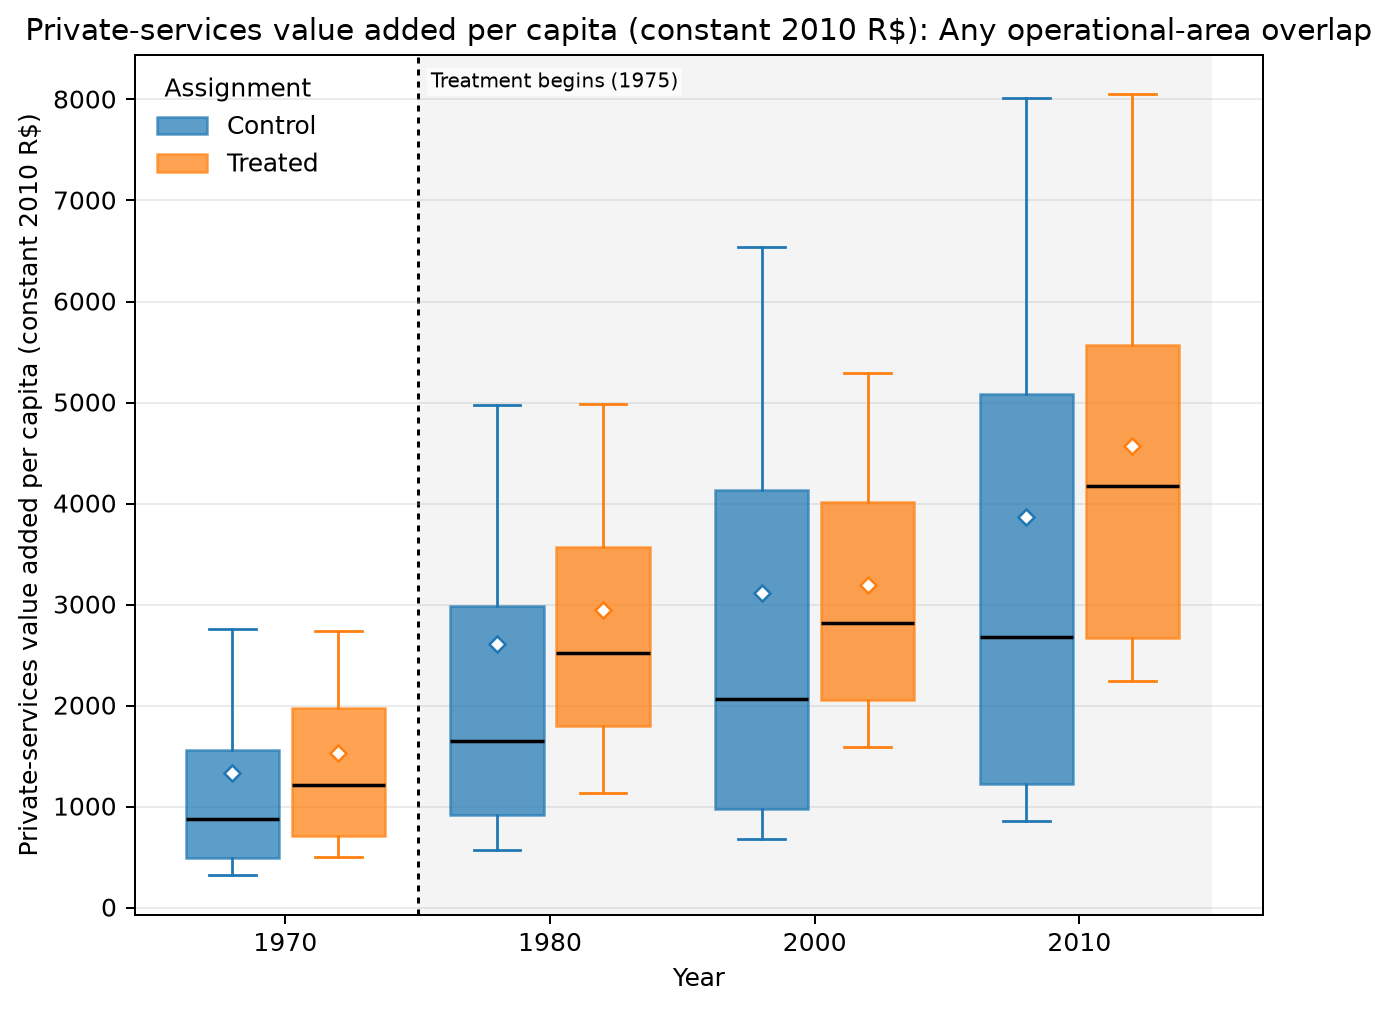 Private-services value added per capita (constant 2010 R$): Any operational-area overlap
Treatment begins (1975)
Assignment
Control
Treated
Private-services value added per capita (constant 2010 R$)
8000
7000
6000
5000
4000
3000
2000
1000
0
1970
1980
2000
2010
Year